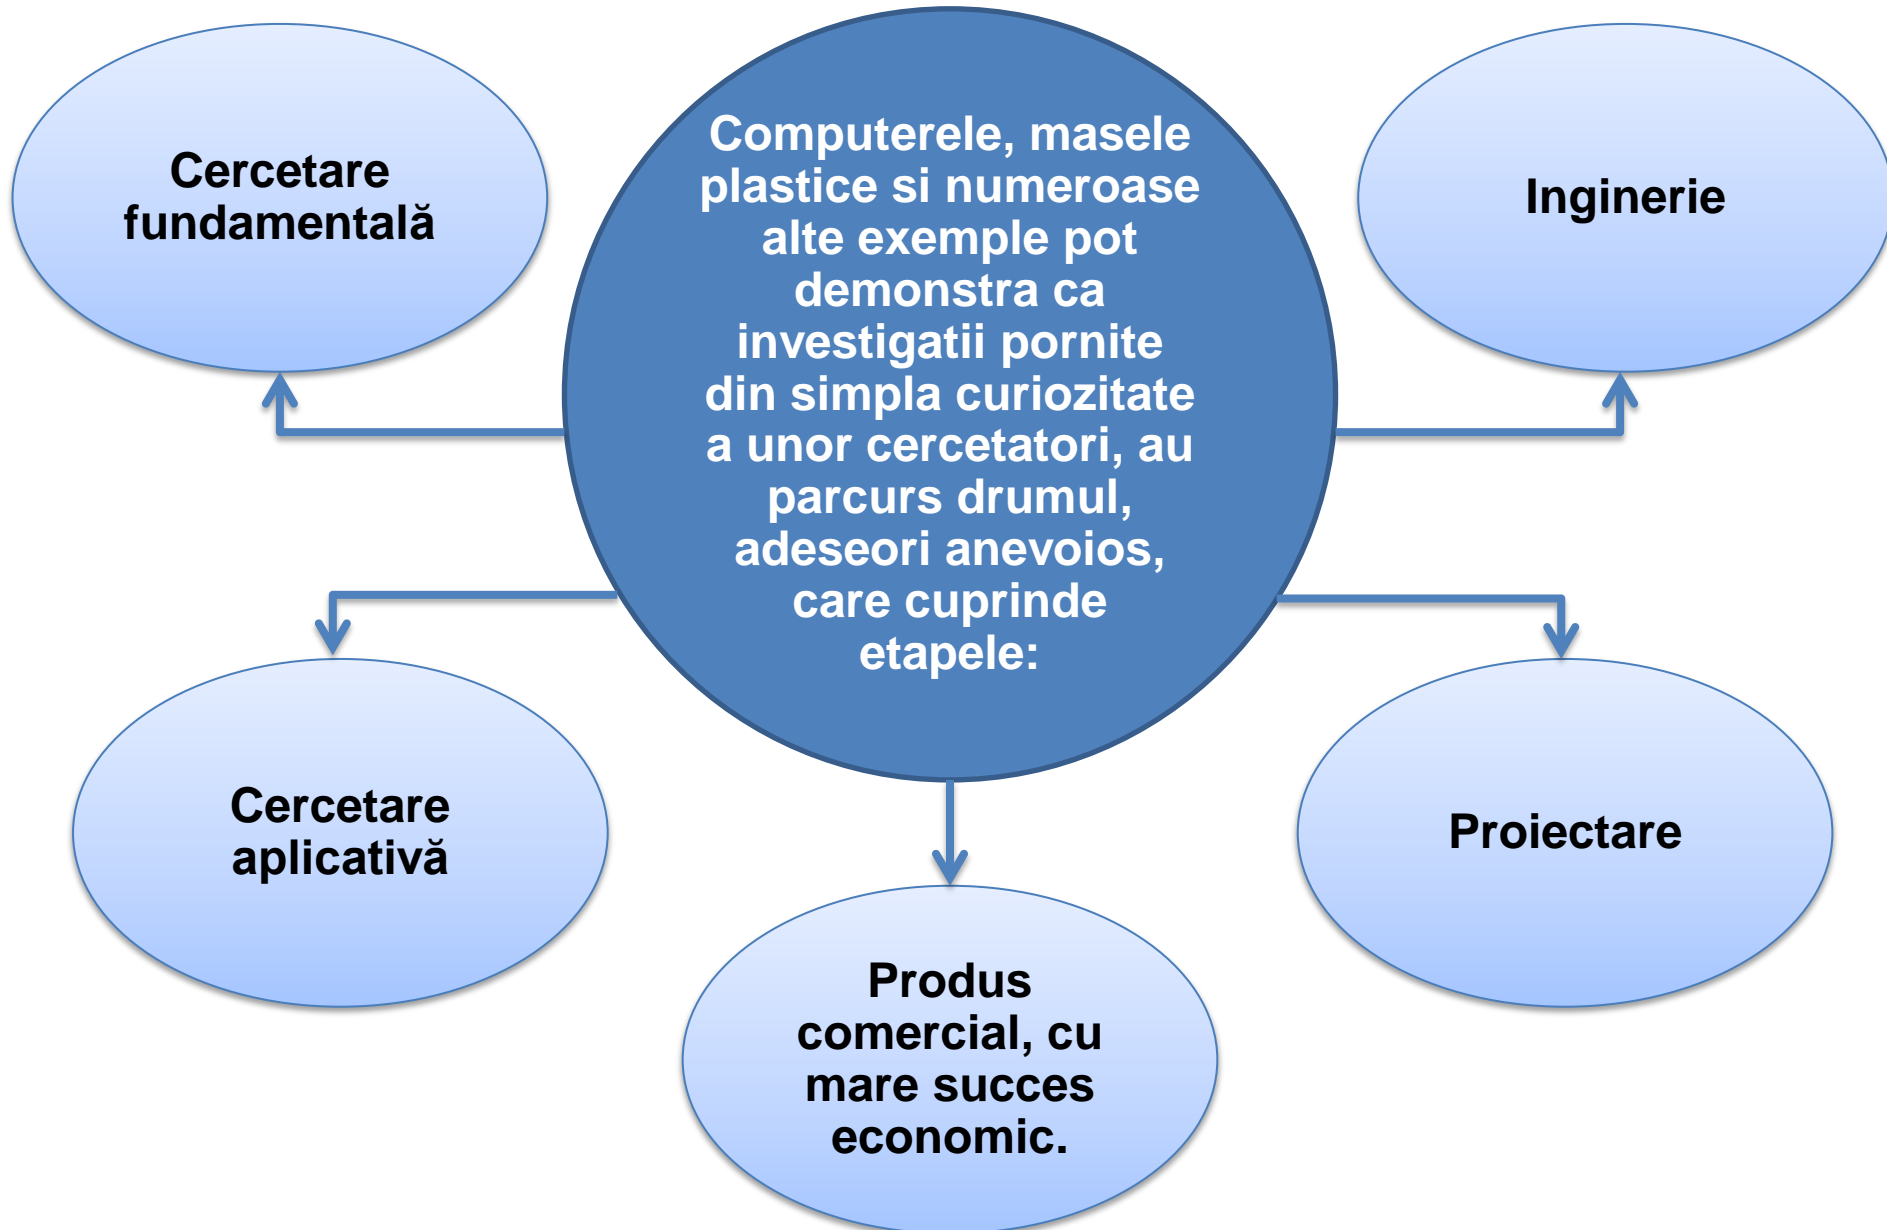 Cercetare
fundamentală
Computerele, masele
plastice si numeroase
alte exemple pot
demonstra ca
investigatii pornite
din simpla curiozitate
a unor cercetatori, au
parcurs drumul,
adeseori anevoios,
care cuprinde
etapele:
Inginerie
Cercetare
aplicativă
Proiectare
Produs
comercial, cu
mare succes
economic.